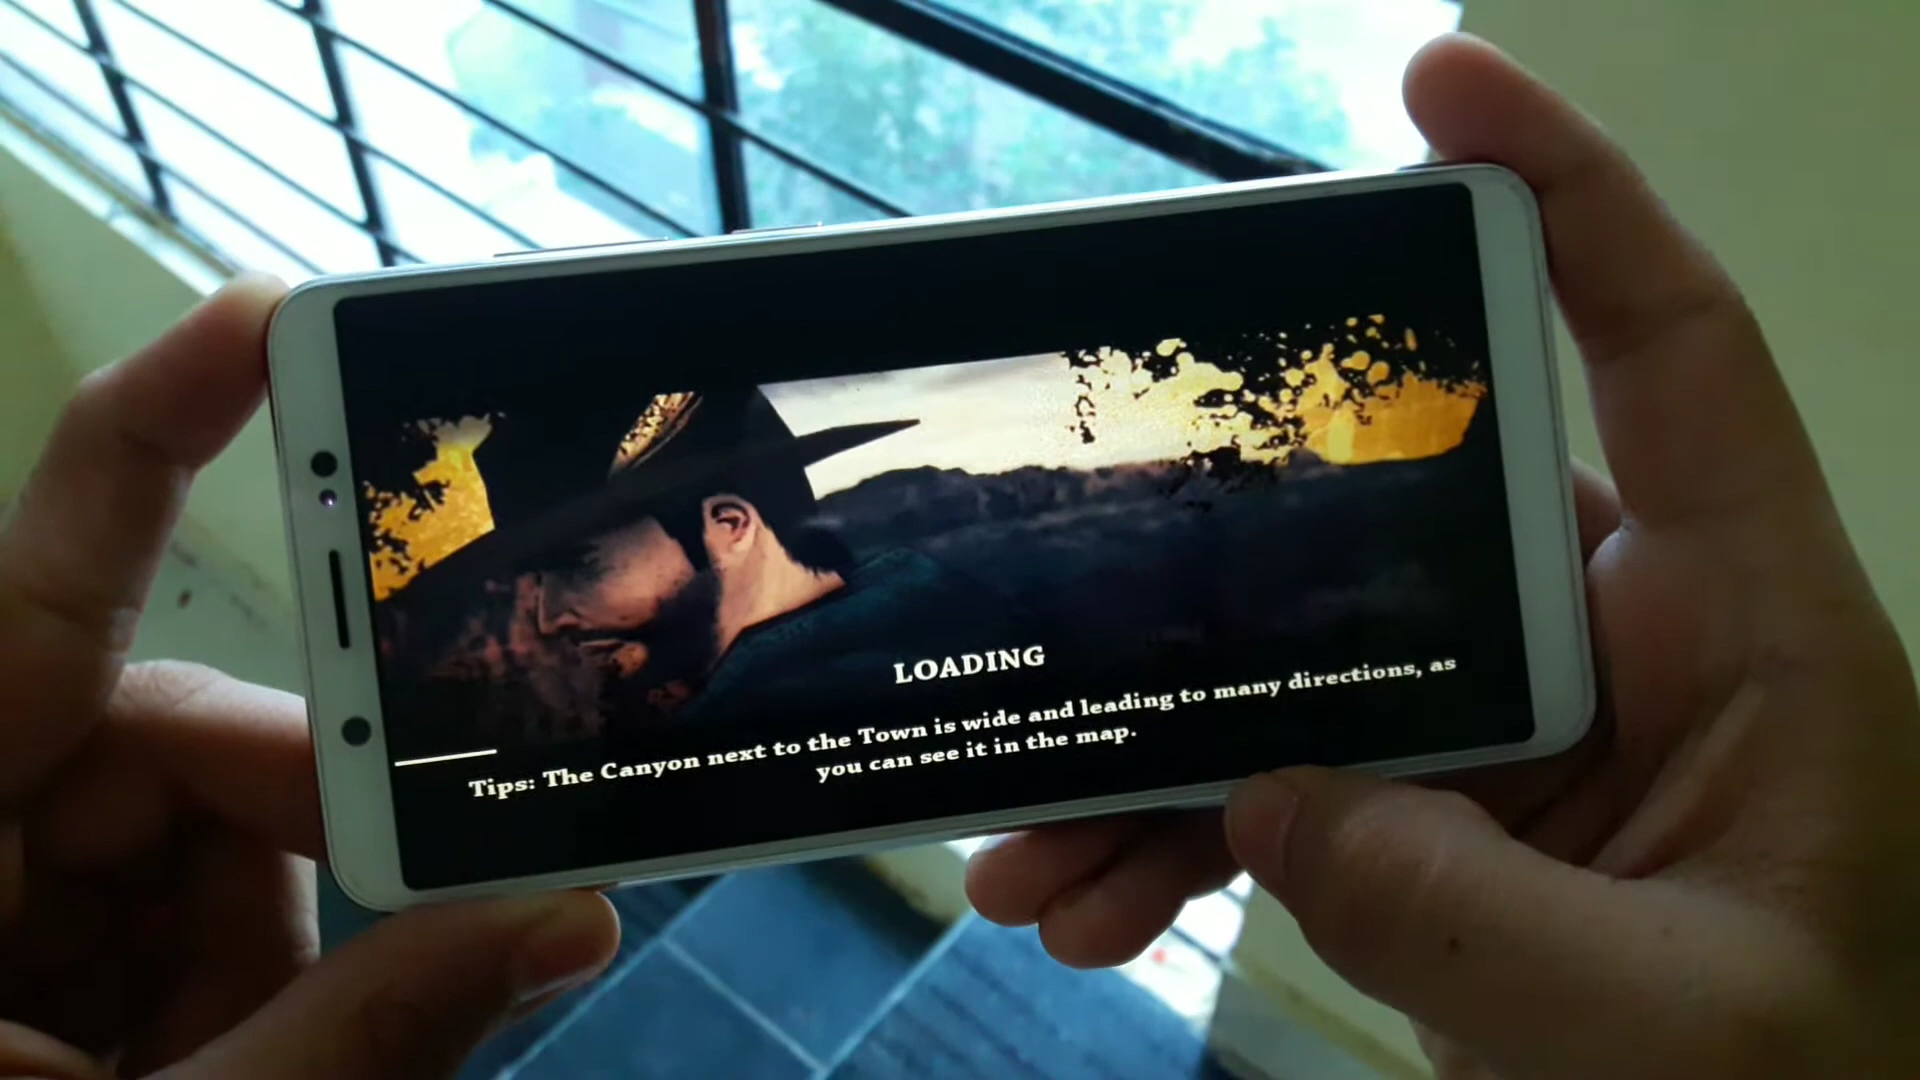 LOADING
Tips: The Canyon next to the Town is wide and leading to many directions, as
you can see it in the map.